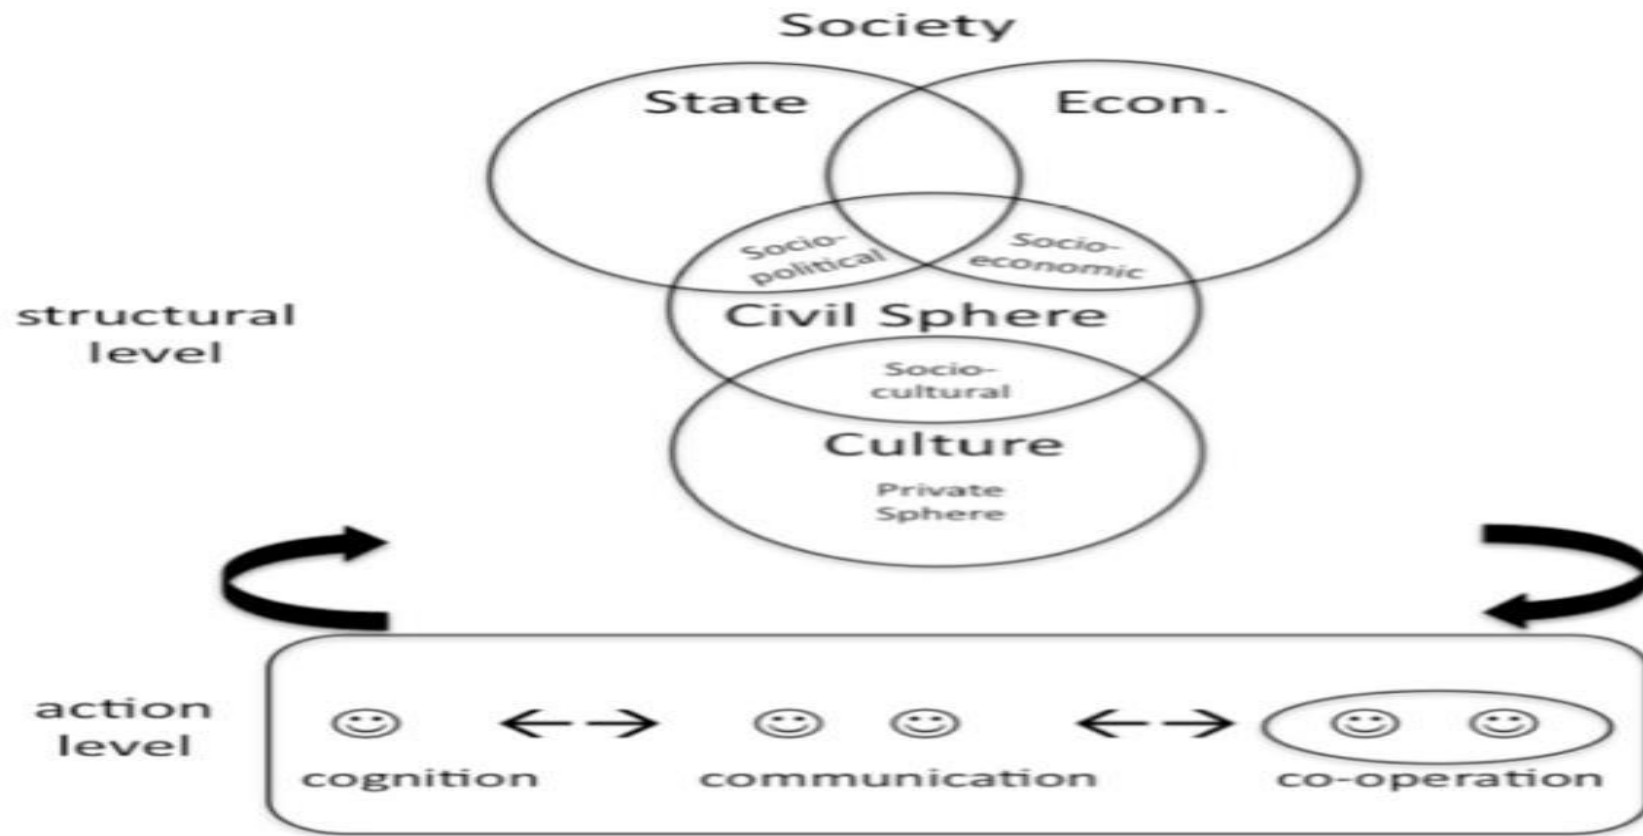 Society
State
Econ.
Socio-
political
Socio-
economic
structural
level
Civil Sphere
Socio-
cultural
Culture
Private
Sphere
action
level
cognition
communication
co-operation